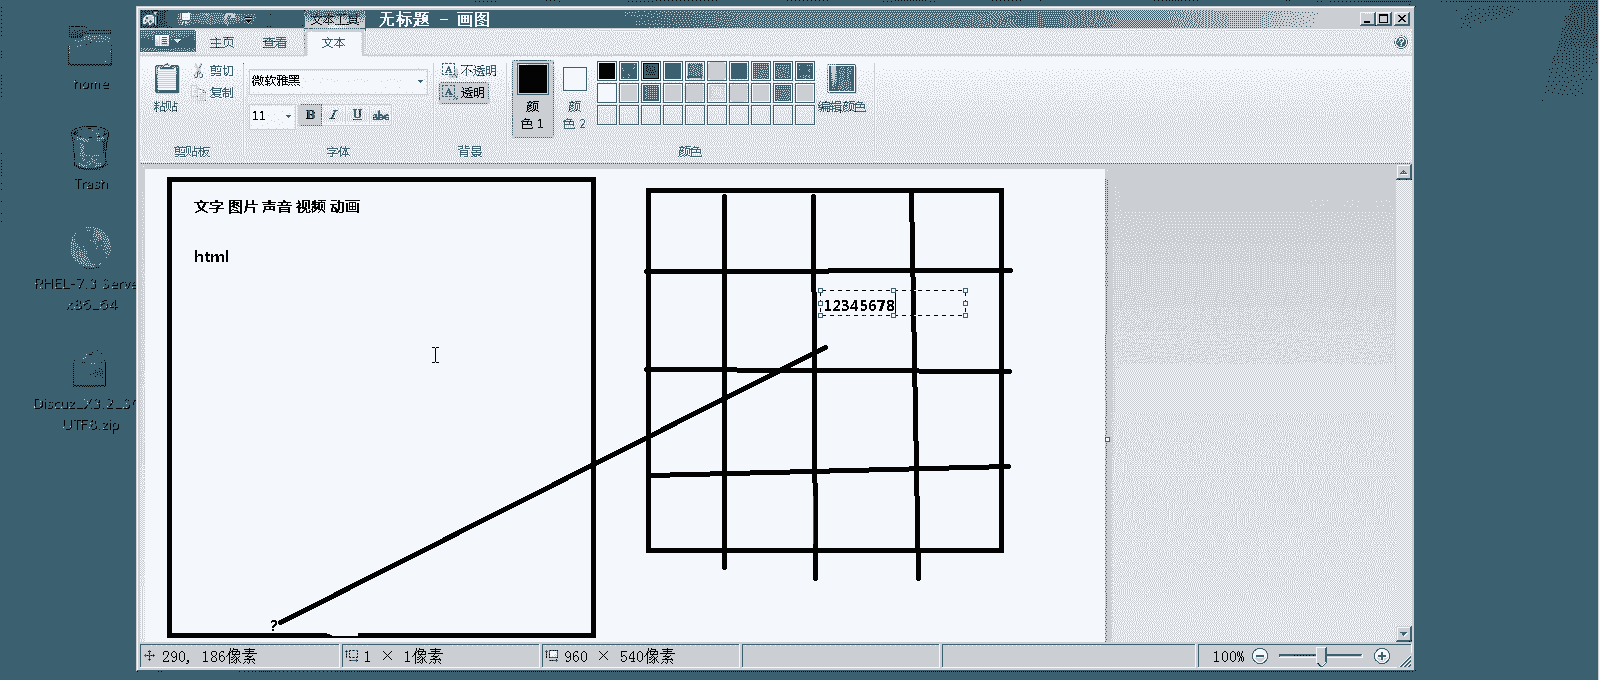 文本工具
无标题 - 画图
主页 查看 文本
home
Trash
RHEL-7.3 Serve
x86_64
Discuz_X3.2_S
UTF8.zip
粘贴
剪切
复制
剪贴板
微软雅黑
11
B I U abc
字体
不透明
透明
背景
颜
色 1
颜
色 2
颜色
编辑颜色
文字 图片 声音 视频 动画
html
12345678
?
290, 186像素
1 × 1像素
960 × 540像素
100%